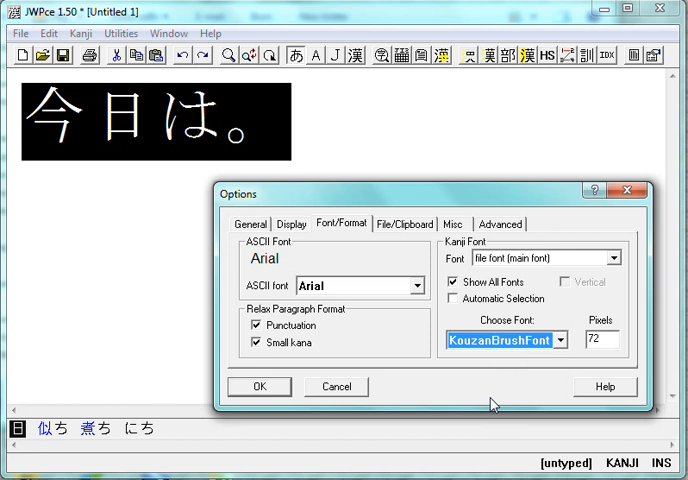 JWPce 1.50 * [Untitled 1]
File Edit Kanji Utilities Window Help
あ A J 漢 部 漢 HS 訓 IDX
今日は。
Options
General Display Font/Format File/Clipboard Misc Advanced
ASCII Font
Arial
ASCII font Arial
Relax Paragraph Format
Punctuation
Small kana
Kanji Font
Font file font (main font)
Show All Fonts Vertical
Automatic Selection
Choose Font: Pixels
KouzanBrushFont 72
OK Cancel Help
日 似ち 煮ち にち
[untyped] KANJI INS